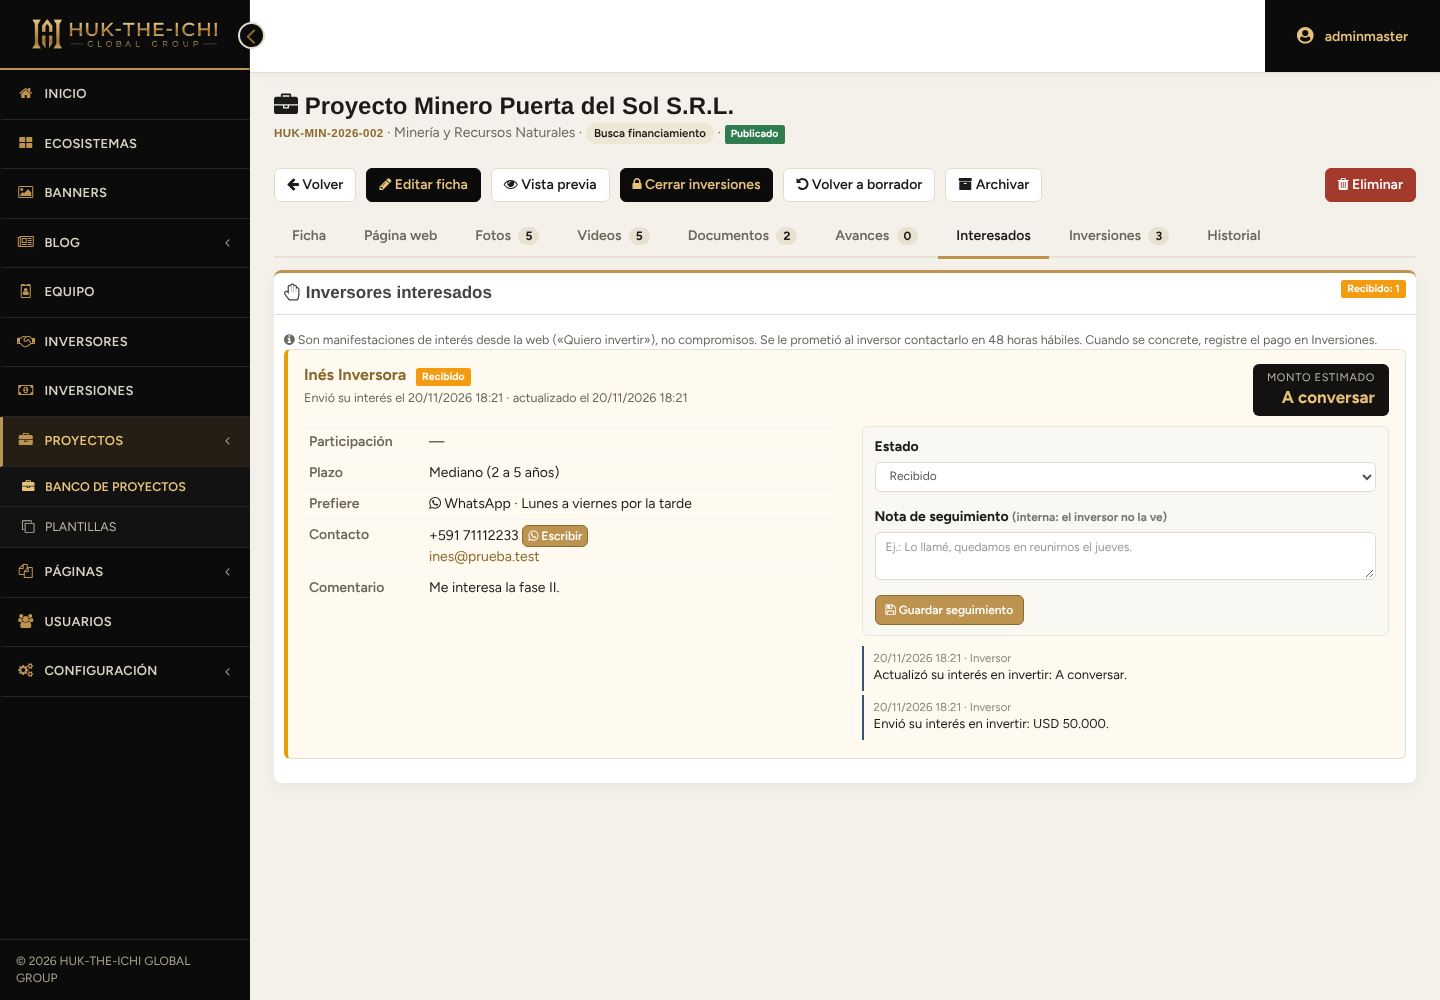 HUK-THE-ICHI
GLOBAL GROUP
adminmaster
INICIO
ECOSISTEMAS
BANNERS
BLOG
EQUIPO
INVERSORES
INVERSIONES
PROYECTOS
BANCO DE PROYECTOS
PLANTILLAS
PÁGINAS
USUARIOS
CONFIGURACIÓN
© 2026 HUK-THE-ICHI GLOBAL
GROUP
Proyecto Minero Puerta del Sol S.R.L.
HUK-MIN-2026-002 · Minería y Recursos Naturales · Busca financiamiento · Publicado
Volver Editar ficha Vista previa Cerrar inversiones Volver a borrador Archivar Eliminar
Ficha Página web Fotos 5 Videos 5 Documentos 2 Avances 0 Interesados Inversiones 3 Historial
Inversores interesados Recibido: 1
Son manifestaciones de interés desde la web («Quiero invertir»), no compromisos. Se le prometió al inversor contactarlo en 48 horas hábiles. Cuando se concrete, registre el pago en Inversiones.
Inés Inversora Recibido
Envió su interés el 20/11/2026 18:21 · actualizado el 20/11/2026 18:21
MONTO ESTIMADO
A conversar
Participación —
Plazo Mediano (2 a 5 años)
Prefiere WhatsApp · Lunes a viernes por la tarde
Contacto +591 71112233 Escribir
ines@prueba.test
Comentario Me interesa la fase II.
Estado
Recibido
Nota de seguimiento (interna: el inversor no la ve)
Ej.: Lo llamé, quedamos en reunirnos el jueves.
Guardar seguimiento
20/11/2026 18:21 · Inversor
Actualizó su interés en invertir: A conversar.
20/11/2026 18:21 · Inversor
Envió su interés en invertir: USD 50.000.